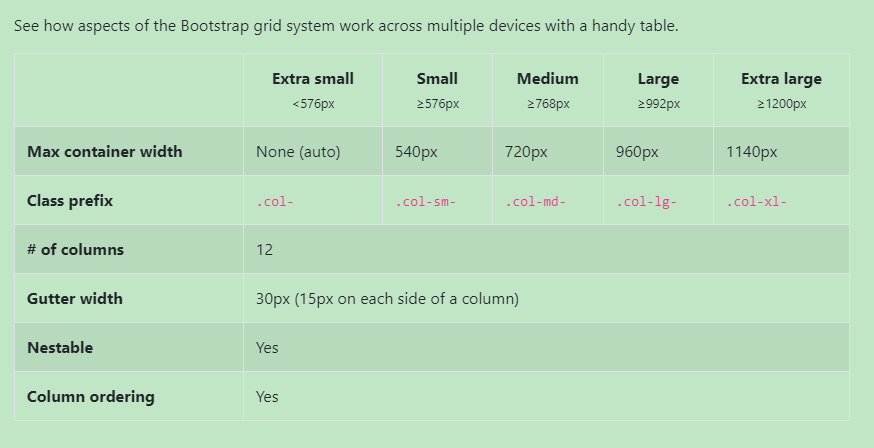 See how aspects of the Bootstrap grid system work across multiple devices with a handy table.
Extra small Small Medium Large Extra large
<576px ≥576px ≥768px ≥992px ≥1200px
Max container width None (auto) 540px 720px 960px 1140px
Class prefix .col- .col-sm- .col-md- .col-lg- .col-xl-
# of columns 12
Gutter width 30px (15px on each side of a column)
Nestable Yes
Column ordering Yes